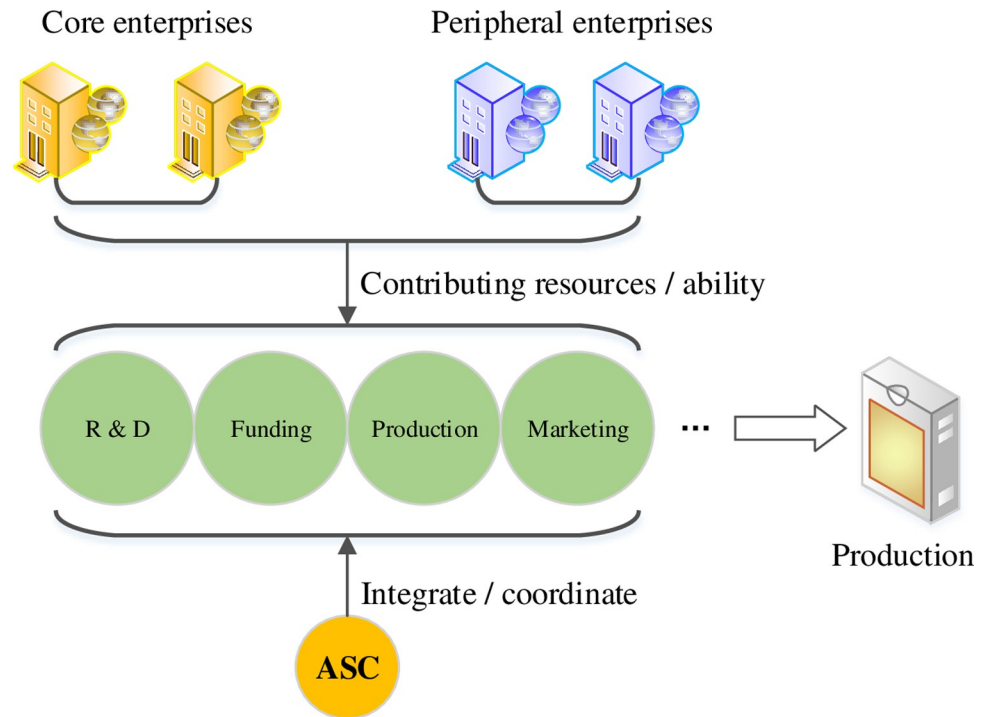 Core enterprises
Peripheral enterprises
Contributing resources / ability
R & D
Funding
Production
Marketing
...
Production
Integrate / coordinate
ASC